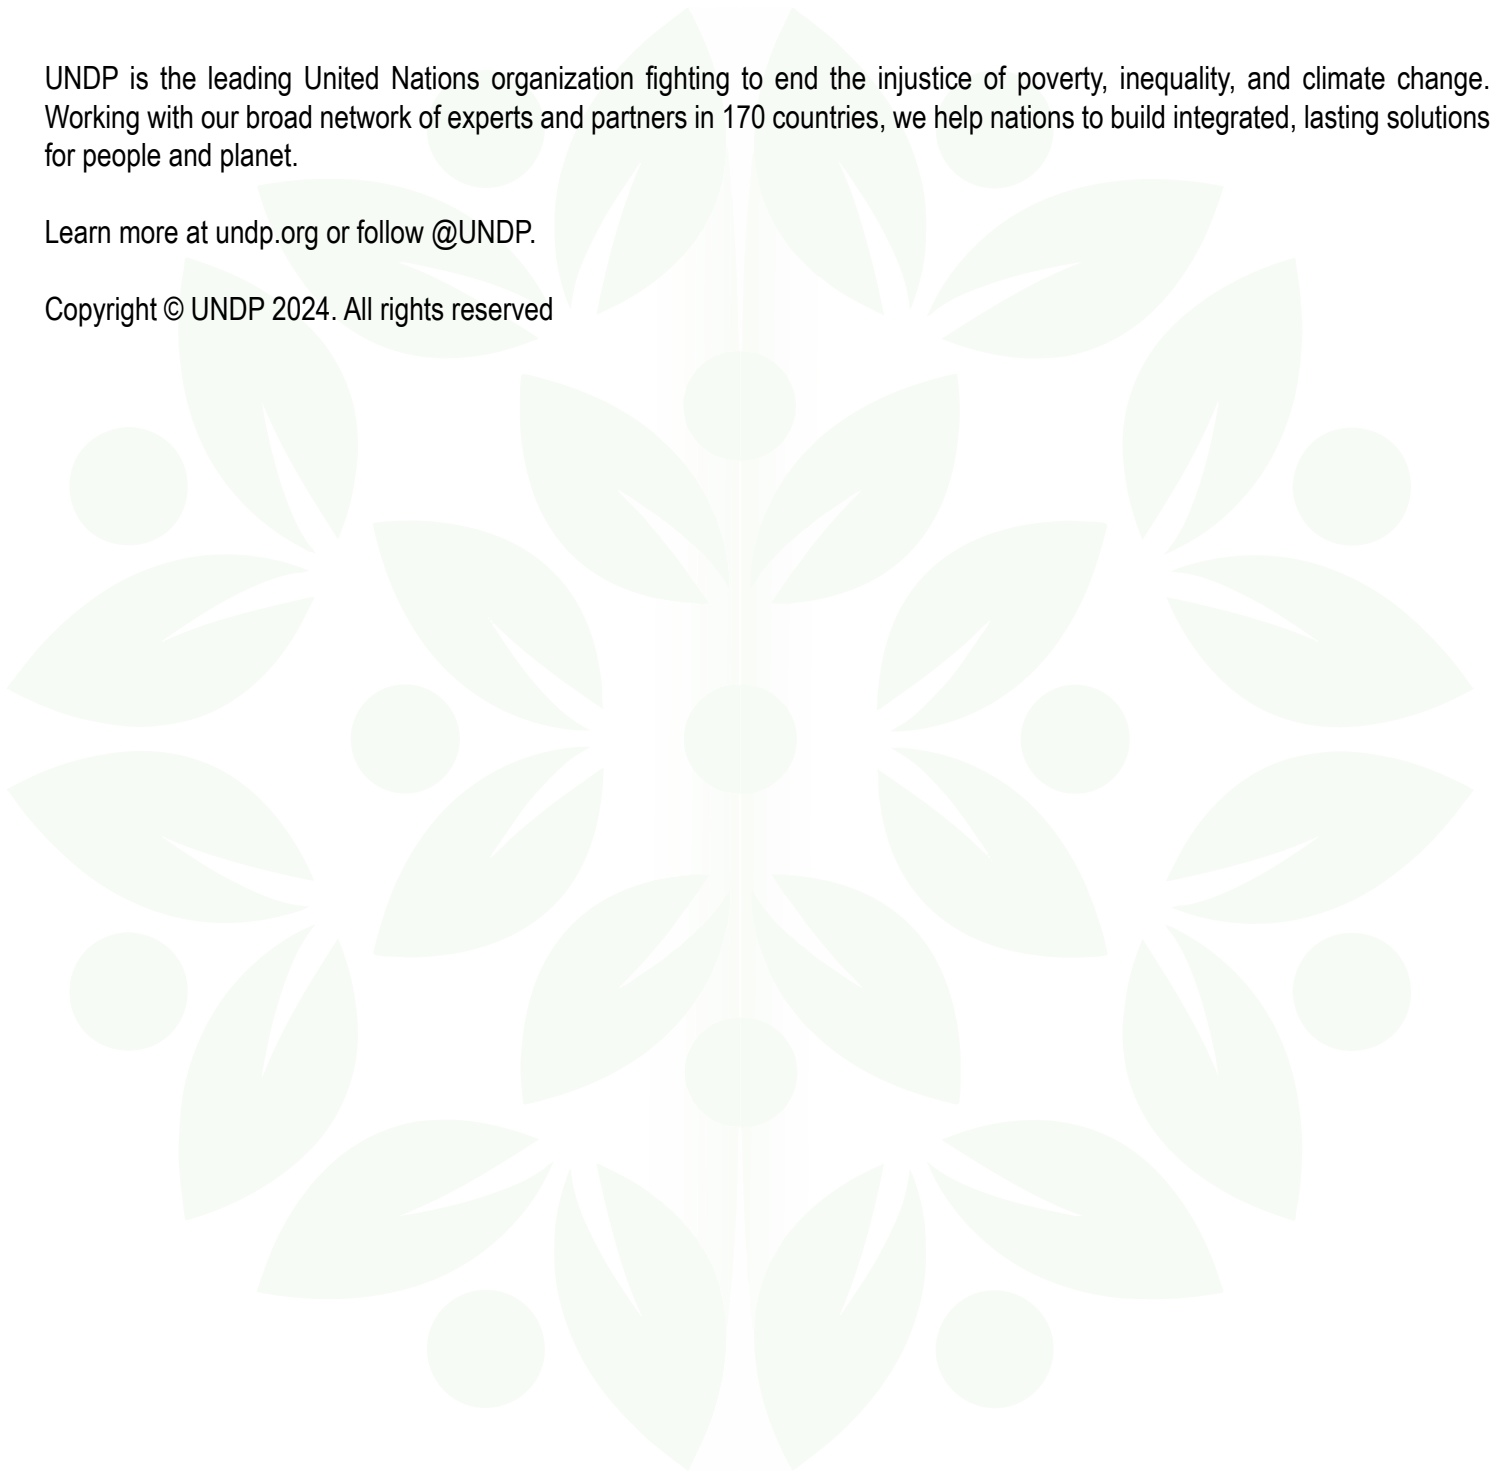 UNDP is the leading United Nations organization fighting to end the injustice of poverty, inequality, and climate change.
Working with our broad network of experts and partners in 170 countries, we help nations to build integrated, lasting solutions
for people and planet.
Learn more at undp.org or follow @UNDP.
Copyright © UNDP 2024. All rights reserved